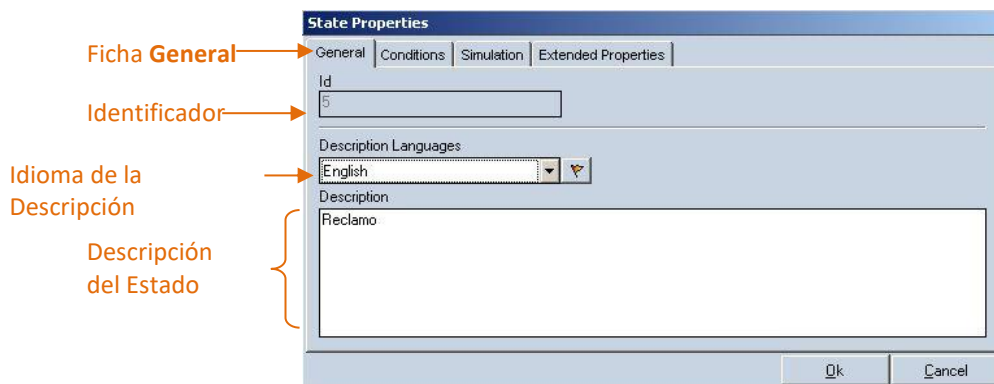 State Properties
Ficha General
General Conditions Simulation Extended Properties
Id
Identificador
5
Description Languages
Idioma de la
Descripción
English
Description
Reclamo
Descripción
del Estado
Ok Cancel